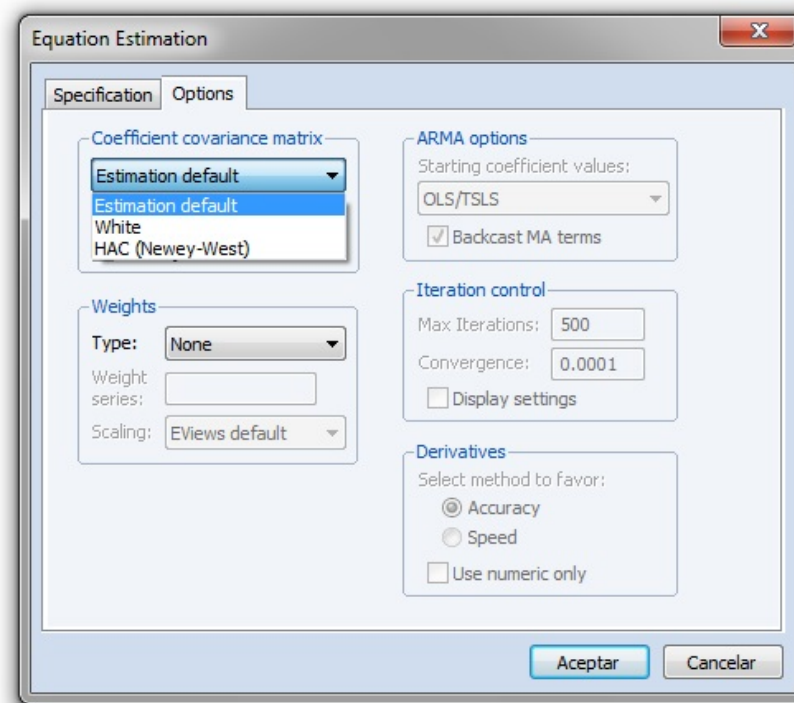 Equation Estimation
Specification
Options
Coefficient covariance matrix
Estimation default
Estimation default
White
HAC (Newey-West)
Weights
Type:
None
Weight
series:
Scaling:
EViews default
ARMA options
Starting coefficient values:
OLS/TSLS
Backcast MA terms
Iteration control
Max Iterations:
500
Convergence:
0.0001
Display settings
Derivatives
Select method to favor:
Accuracy
Speed
Use numeric only
Aceptar
Cancelar